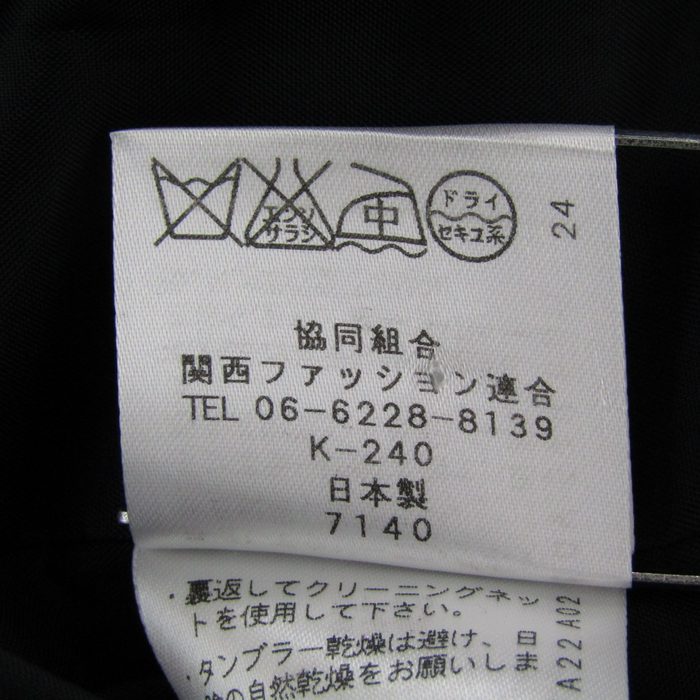 エンソ
サラシ
中
ドライ
セキユ系
24
協同組合
関西ファッション連合
TEL 06-6228-8139
K-240
日本製
7140
・裏返してクリーニングネッ
トを使用して下さい。
・タンブラー乾燥は避け、日
陰の自然乾燥をお願いしま
A22 A02